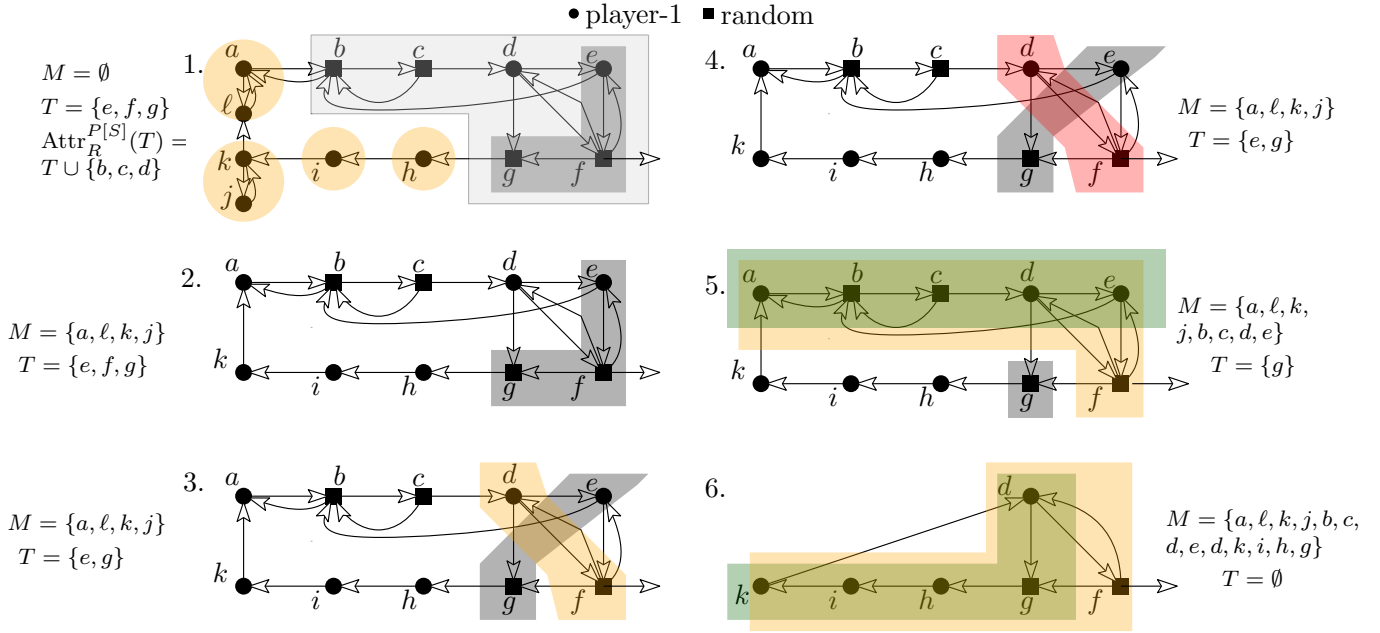 player-1 random
1.
M = ∅
T = {e, f, g}
Attr_R^{P[S]}(T) =
T ∪ {b, c, d}
a b c d e
ℓ
k i h g f
j
4.
a b c d e
k i h g f
M = {a, ℓ, k, j}
T = {e, g}
2.
a b c d e
k i h g f
M = {a, ℓ, k, j}
T = {e, f, g}
5.
a b c d e
k i h g f
M = {a, ℓ, k,
j, b, c, d, e}
T = {g}
3.
a b c d e
k i h g f
M = {a, ℓ, k, j}
T = {e, g}
6.
d
k i h g f
M = {a, ℓ, k, j, b, c,
d, e, d, k, i, h, g}
T = ∅